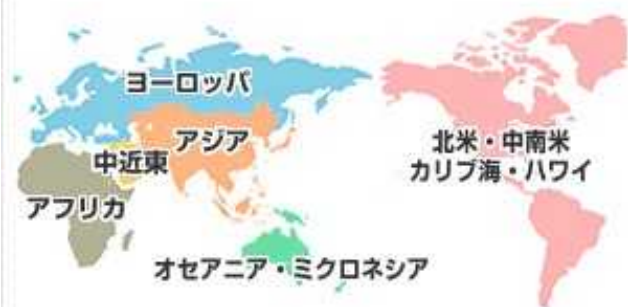 ヨーロッパ
アジア
中近東
アフリカ
北米・中南米
カリブ海・ハワイ
オセアニア・ミクロネシア